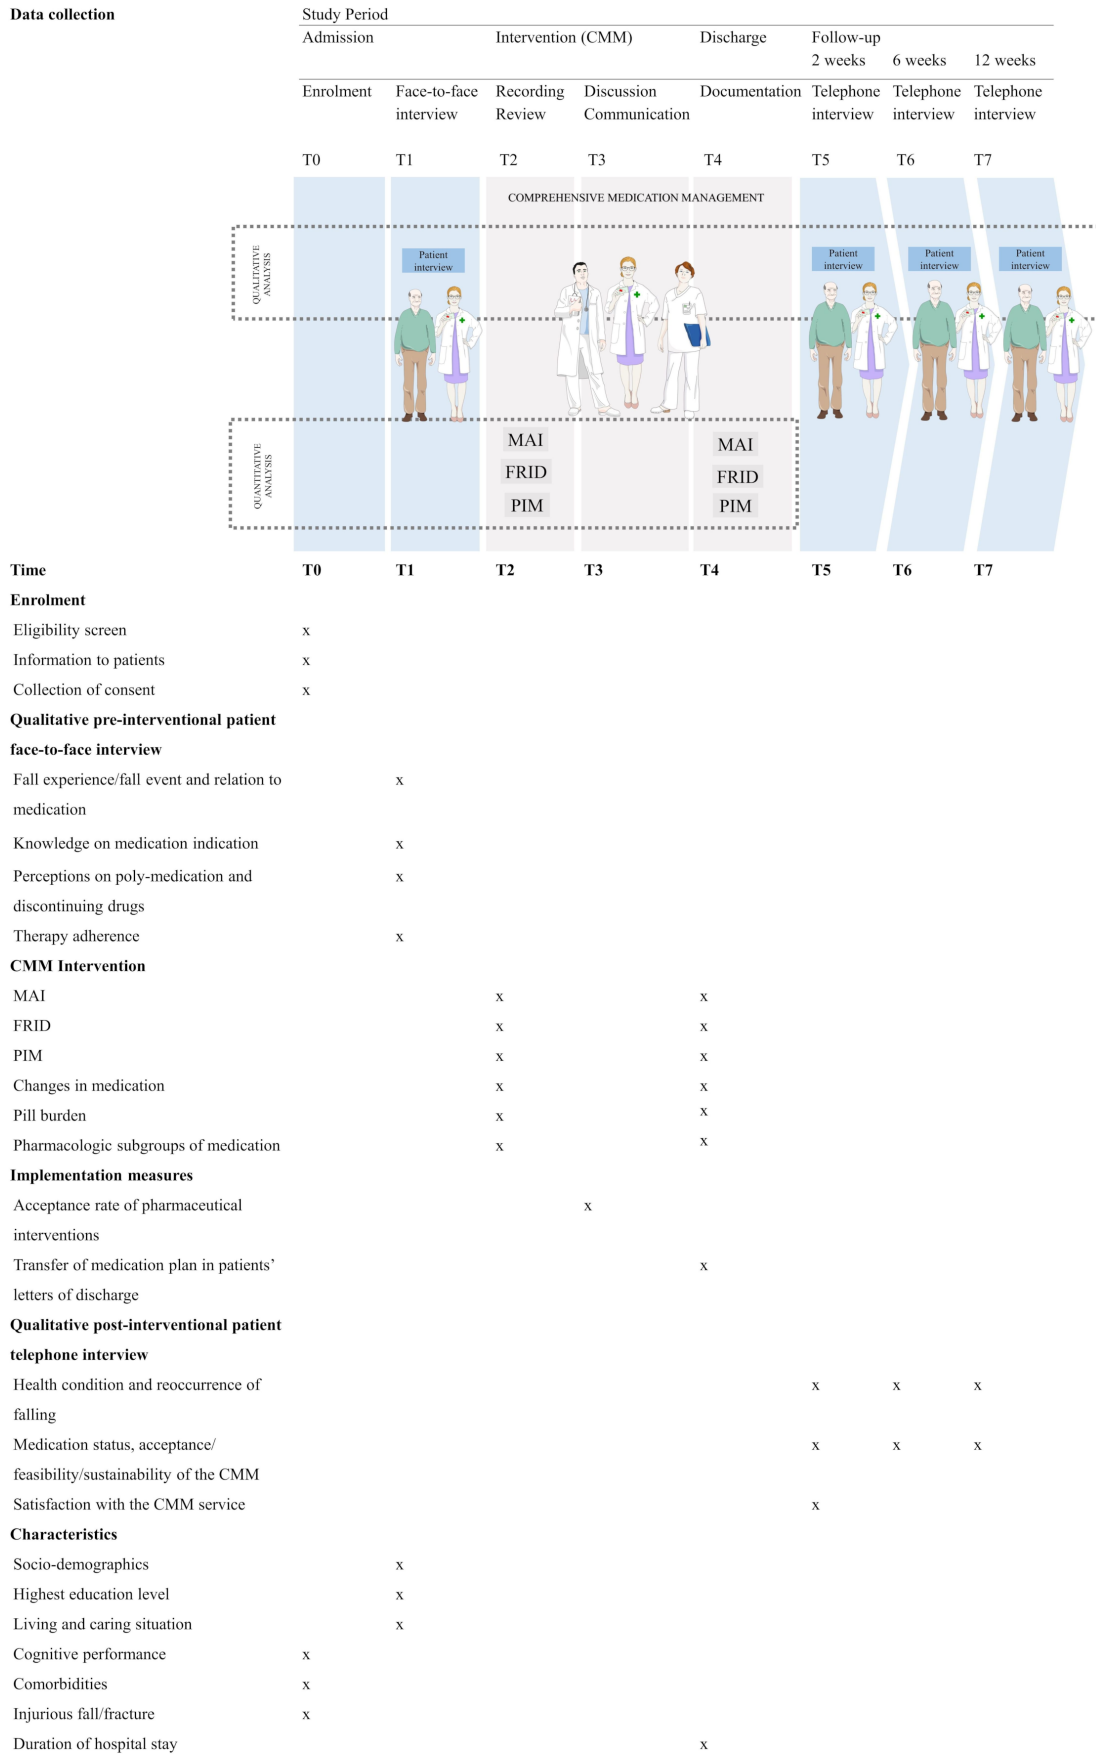 Data collection Study Period
Admission Intervention (CMM) Discharge Follow-up
2 weeks 6 weeks 12 weeks
Enrolment Face-to-face Recording Discussion Documentation Telephone Telephone Telephone
interview Review Communication interview interview interview
T0 T1 T2 T3 T4 T5 T6 T7
COMPREHENSIVE MEDICATION MANAGEMENT
QUALITATIVE
ANALYSIS
Patient
interview
Patient
interview
Patient
interview
Patient
interview
QUANTITATIVE
ANALYSIS
MAI
FRID
PIM
MAI
FRID
PIM
Time T0 T1 T2 T3 T4 T5 T6 T7
Enrolment
Eligibility screen x
Information to patients x
Collection of consent x
Qualitative pre-interventional patient
face-to-face interview
Fall experience/fall event and relation to x
medication
Knowledge on medication indication x
Perceptions on poly-medication and x
discontinuing drugs
Therapy adherence x
CMM Intervention
MAI x x
FRID x x
PIM x x
Changes in medication x x
Pill burden x x
Pharmacologic subgroups of medication x x
Implementation measures
Acceptance rate of pharmaceutical x
interventions
Transfer of medication plan in patients’ x
letters of discharge
Qualitative post-interventional patient
telephone interview
Health condition and reoccurrence of x x x
falling
Medication status, acceptance/ x x x
feasibility/sustainability of the CMM
Satisfaction with the CMM service x
Characteristics
Socio-demographics x
Highest education level x
Living and caring situation x
Cognitive performance x
Comorbidities x
Injurious fall/fracture x
Duration of hospital stay x